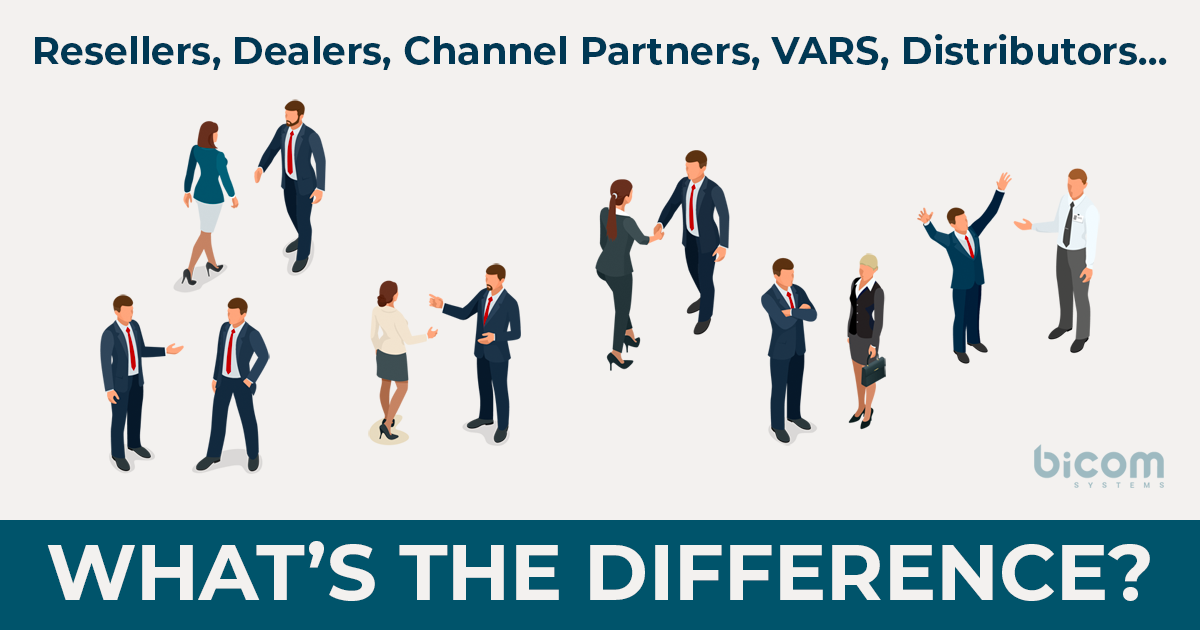 Resellers, Dealers, Channel Partners, VARS, Distributors...
bicom
SYSTEMS
WHAT’S THE DIFFERENCE?